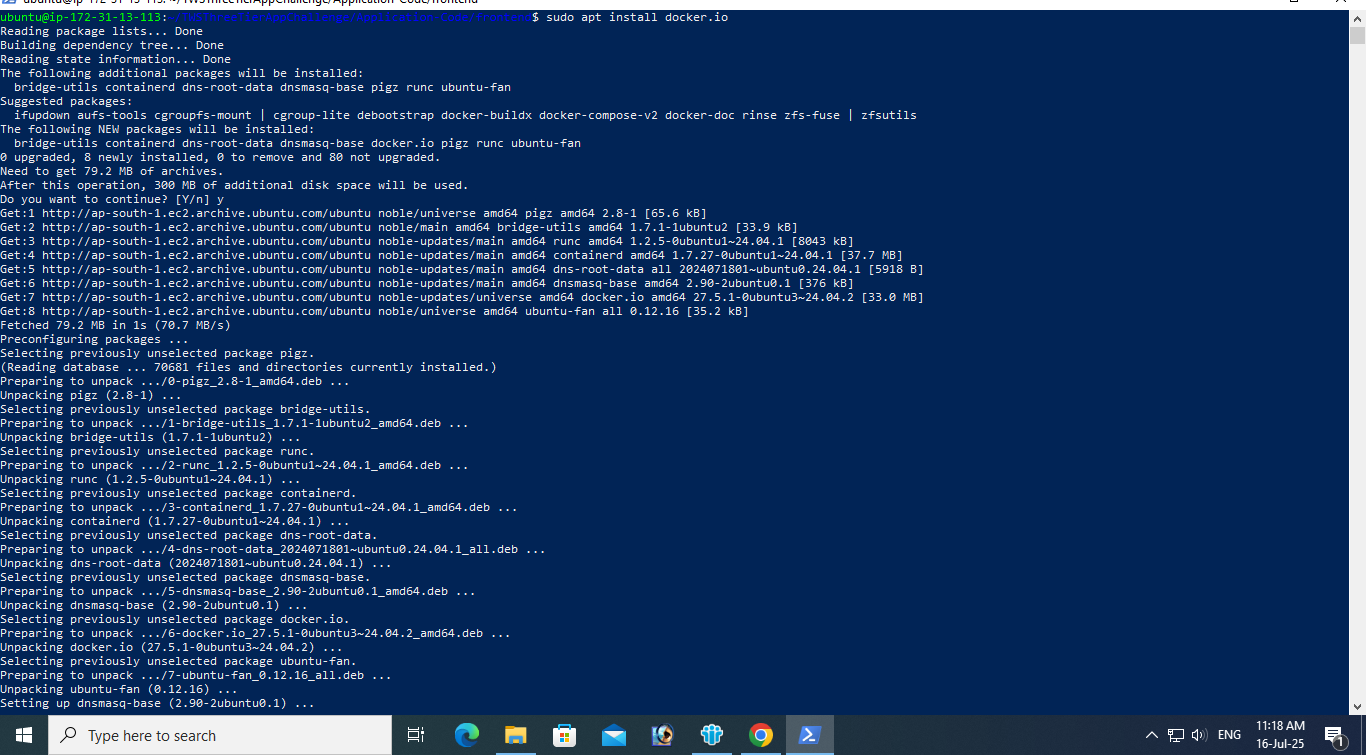 ubuntu@ip-172-31-13-113: ~/TWSThreeTierAppChallenge/Application-Code/frontend
ubuntu@ip-172-31-13-113:~/TWSThreeTierAppChallenge/Application-Code/frontend$ sudo apt install docker.io
Reading package lists... Done
Building dependency tree... Done
Reading state information... Done
The following additional packages will be installed:
  bridge-utils containerd dns-root-data dnsmasq-base pigz runc ubuntu-fan
Suggested packages:
  ifupdown aufs-tools cgroupfs-mount | cgroup-lite debootstrap docker-buildx docker-compose-v2 docker-doc rinse zfs-fuse | zfsutils
The following NEW packages will be installed:
  bridge-utils containerd dns-root-data dnsmasq-base docker.io pigz runc ubuntu-fan
0 upgraded, 8 newly installed, 0 to remove and 80 not upgraded.
Need to get 79.2 MB of archives.
After this operation, 300 MB of additional disk space will be used.
Do you want to continue? [Y/n] y
Get:1 http://ap-south-1.ec2.archive.ubuntu.com/ubuntu noble/universe amd64 pigz amd64 2.8-1 [65.6 kB]
Get:2 http://ap-south-1.ec2.archive.ubuntu.com/ubuntu noble/main amd64 bridge-utils amd64 1.7.1-1ubuntu2 [33.9 kB]
Get:3 http://ap-south-1.ec2.archive.ubuntu.com/ubuntu noble-updates/main amd64 runc amd64 1.2.5-0ubuntu1~24.04.1 [8043 kB]
Get:4 http://ap-south-1.ec2.archive.ubuntu.com/ubuntu noble-updates/main amd64 containerd amd64 1.7.27-0ubuntu1~24.04.1 [37.7 MB]
Get:5 http://ap-south-1.ec2.archive.ubuntu.com/ubuntu noble-updates/main amd64 dns-root-data all 2024071801~ubuntu0.24.04.1 [5918 B]
Get:6 http://ap-south-1.ec2.archive.ubuntu.com/ubuntu noble-updates/main amd64 dnsmasq-base amd64 2.90-2ubuntu0.1 [376 kB]
Get:7 http://ap-south-1.ec2.archive.ubuntu.com/ubuntu noble-updates/universe amd64 docker.io amd64 27.5.1-0ubuntu3~24.04.2 [33.0 MB]
Get:8 http://ap-south-1.ec2.archive.ubuntu.com/ubuntu noble/universe amd64 ubuntu-fan all 0.12.16 [35.2 kB]
Fetched 79.2 MB in 1s (70.7 MB/s)
Preconfiguring packages ...
Selecting previously unselected package pigz.
(Reading database ... 70681 files and directories currently installed.)
Preparing to unpack .../0-pigz_2.8-1_amd64.deb ...
Unpacking pigz (2.8-1) ...
Selecting previously unselected package bridge-utils.
Preparing to unpack .../1-bridge-utils_1.7.1-1ubuntu2_amd64.deb ...
Unpacking bridge-utils (1.7.1-1ubuntu2) ...
Selecting previously unselected package runc.
Preparing to unpack .../2-runc_1.2.5-0ubuntu1~24.04.1_amd64.deb ...
Unpacking runc (1.2.5-0ubuntu1~24.04.1) ...
Selecting previously unselected package containerd.
Preparing to unpack .../3-containerd_1.7.27-0ubuntu1~24.04.1_amd64.deb ...
Unpacking containerd (1.7.27-0ubuntu1~24.04.1) ...
Selecting previously unselected package dns-root-data.
Preparing to unpack .../4-dns-root-data_2024071801~ubuntu0.24.04.1_all.deb ...
Unpacking dns-root-data (2024071801~ubuntu0.24.04.1) ...
Selecting previously unselected package dnsmasq-base.
Preparing to unpack .../5-dnsmasq-base_2.90-2ubuntu0.1_amd64.deb ...
Unpacking dnsmasq-base (2.90-2ubuntu0.1) ...
Selecting previously unselected package docker.io.
Preparing to unpack .../6-docker.io_27.5.1-0ubuntu3~24.04.2_amd64.deb ...
Unpacking docker.io (27.5.1-0ubuntu3~24.04.2) ...
Selecting previously unselected package ubuntu-fan.
Preparing to unpack .../7-ubuntu-fan_0.12.16_all.deb ...
Unpacking ubuntu-fan (0.12.16) ...
Setting up dnsmasq-base (2.90-2ubuntu0.1) ...
Type here to search
ENG
11:18 AM
16-Jul-25
1